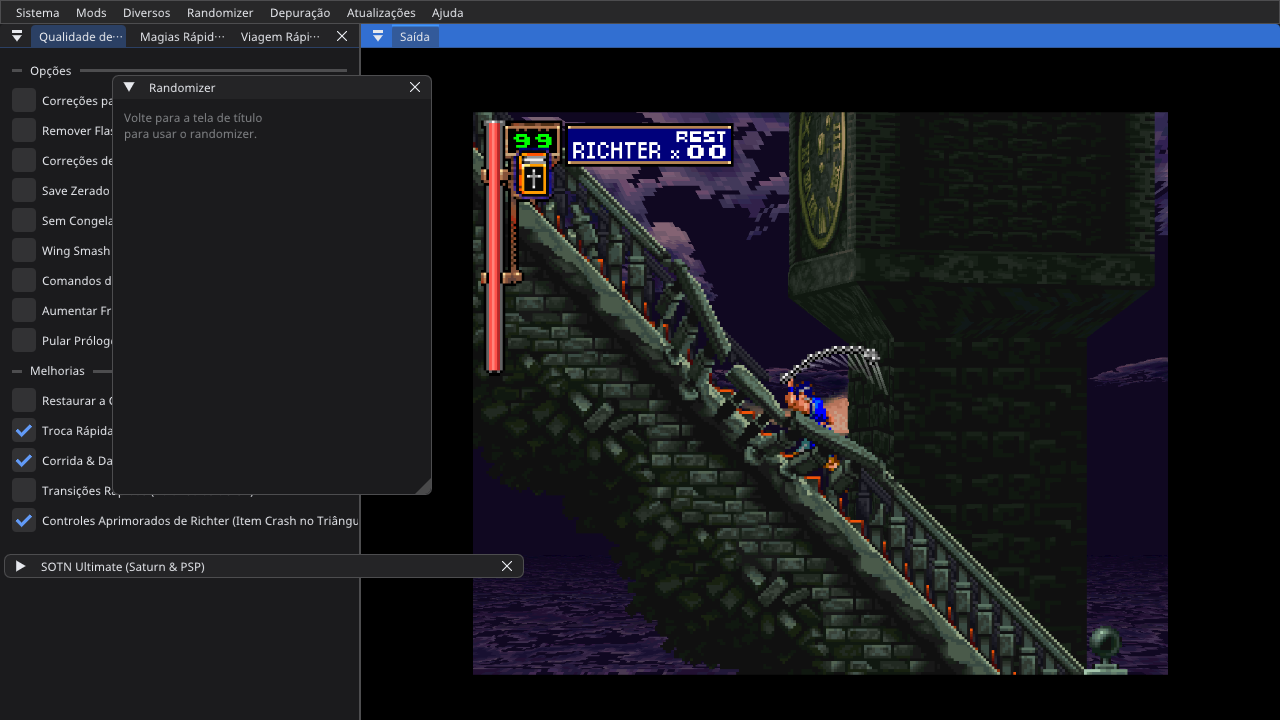 Sistema Mods Diversos Randomizer Depuração Atualizações Ajuda
Qualidade de··· Magias Rápid··· Viagem Rápi··· Saída
Opções
Randomizer
Volte para a tela de título
para usar o randomizer.
Correções pa
Remover Flas
Correções de
Save Zerado
Sem Congela
Wing Smash
Comandos d
Aumentar Fr
Pular Prólogo
Melhorias
Restaurar a C
Troca Rápida
Corrida & Da
Transições Ráp
Controles Aprimorados de Richter (Item Crash no Triângu
SOTN Ultimate (Saturn & PSP)
99
REST
RICHTER x 00